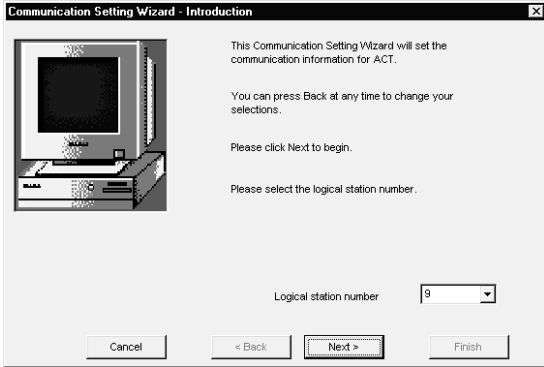 Communication Setting Wizard - Introduction
This Communication Setting Wizard will set the
communication information for ACT.
You can press Back at any time to change your
selections.
Please click Next to begin.
Please select the logical station number.
Logical station number 9
Cancel < Back Next > Finish